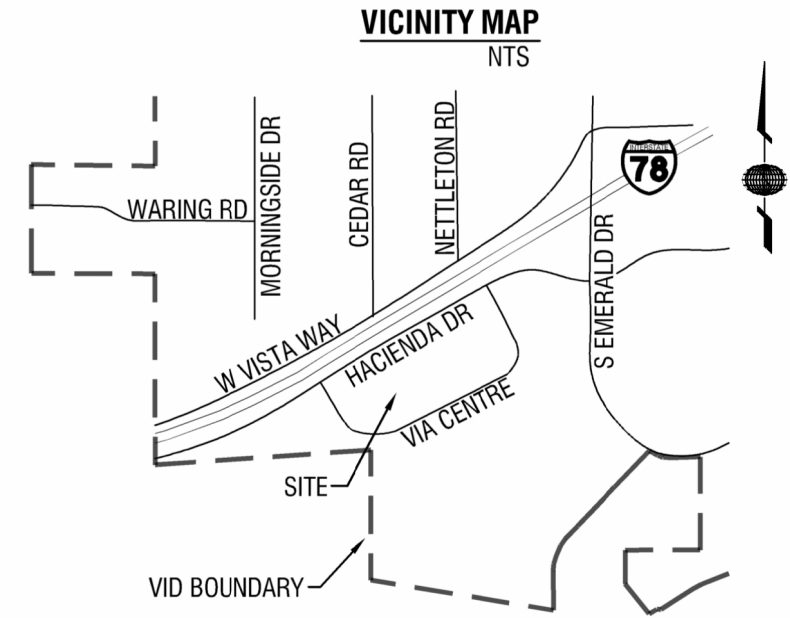 VICINITY MAP
NTS
INTERSTATE
78
MORNINGSIDE DR
CEDAR RD
NETTLETON RD
WARING RD
S EMERALD DR
W VISTA WAY
HACIENDA DR
VIA CENTRE
SITE
VID BOUNDARY